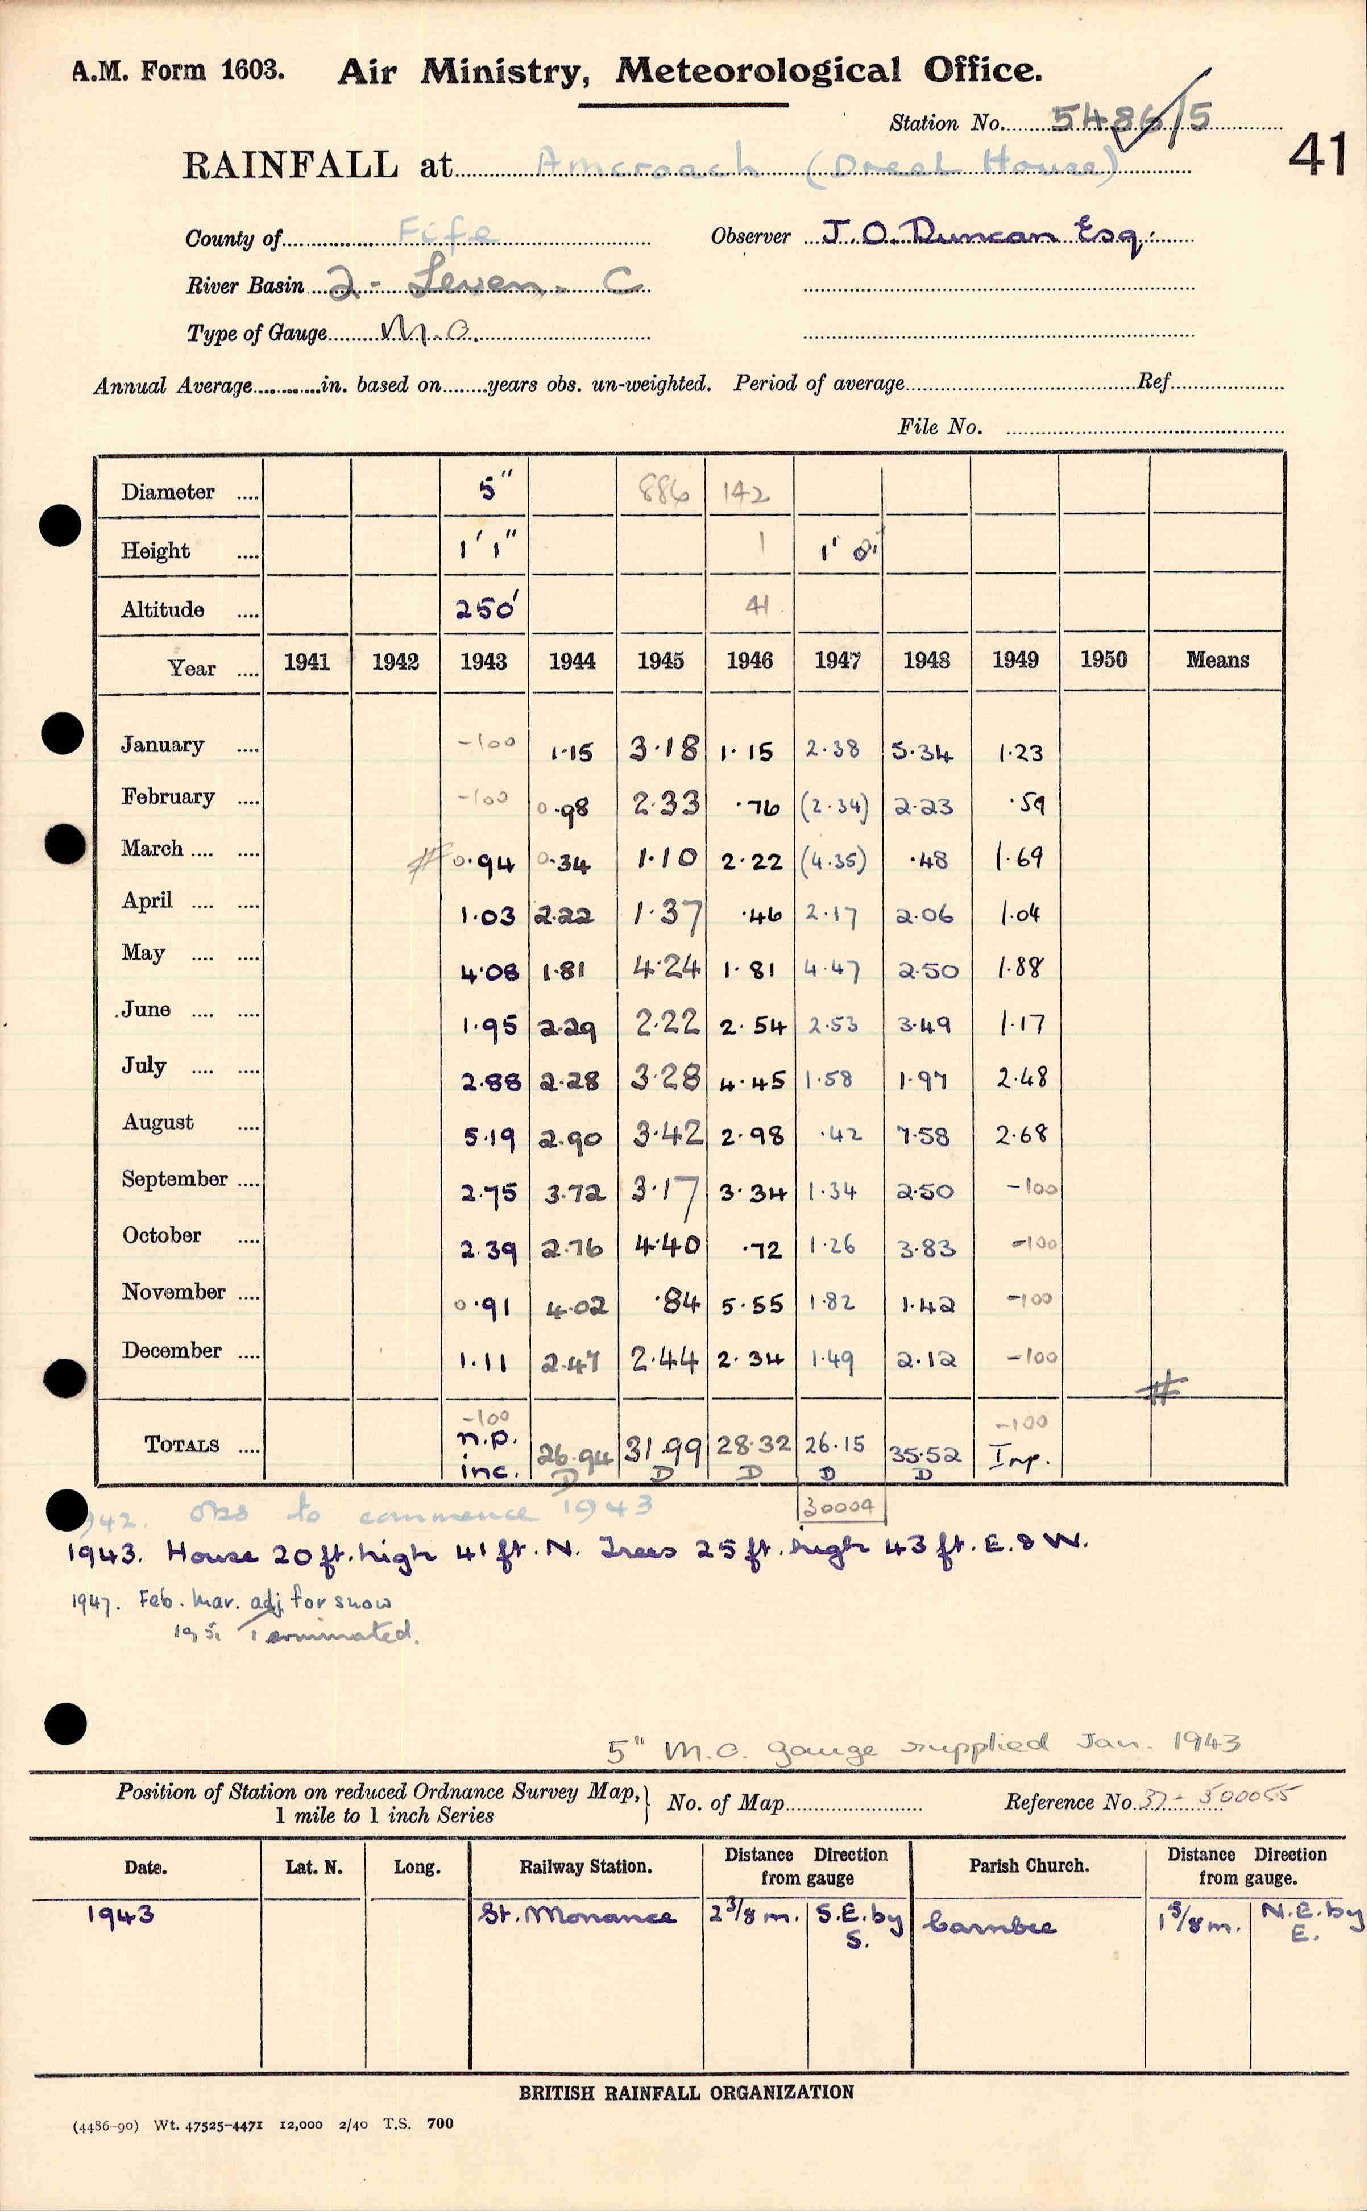 A.M. Form 1603. Air Ministry, Meteorological Office.
Station No. 5486/5
41
RAINFALL at Arncroach (Dreel House)
County of Fife Observer J. O. Duncan Esq.
River Basin 2 - Leven - C
Type of Gauge M.O.
Annual Average in. based on years obs. un-weighted. Period of average Ref.
File No.
Diameter .... 5" 886 142
Height .... 1' 1" 1 1' 0"
Altitude .... 250' 41
Year .... 1941 1942 1943 1944 1945 1946 1947 1948 1949 1950 Means
January .... -100 1.15 3.18 1.15 2.38 5.34 1.23
February .... -100 0.98 2.33 .76 (2.34) 2.23 .59
March .... .... # 0.94 0.34 1.10 2.22 (4.35) .48 1.69
April .... .... 1.03 2.22 1.37 .46 2.17 2.06 1.04
May .... .... 4.08 1.81 4.24 1.81 4.47 2.50 1.88
June .... .... 1.95 2.29 2.22 2.54 2.53 3.49 1.17
July .... .... 2.88 2.28 3.28 4.45 1.58 1.97 2.48
August .... 5.19 2.90 3.42 2.98 .42 7.58 2.68
September .... 2.75 3.72 3.17 3.34 1.34 2.50 -100
October .... 2.39 2.76 4.40 .72 1.26 3.83 -100
November .... 0.91 4.02 .84 5.55 1.82 1.42 -100
December .... 1.11 2.47 2.44 2.34 1.49 2.12 -100
#
-100 -100
TOTALS .... n.p. 26.94 31.99 28.32 26.15 35.52 Inp.
inc. D D D D D
1942. Obs to commence 1943 30004
1943. House 20 ft. high 41 ft. N. Trees 25 ft. high 43 ft. E. & W.
1947. Feb. Mar. adj. for snow
1951 Terminated.
5" M.O. gauge supplied Jan. 1943
Position of Station on reduced Ordnance Survey Map, 1 mile to 1 inch Series } No. of Map Reference No. 37 - 500055
Date. Lat. N. Long. Railway Station. Distance Direction from gauge Parish Church. Distance Direction from gauge.
1943 St. Monance 2 3/8 m. S.E. by S. Carnbee 1 5/8 m. N.E. by E.
BRITISH RAINFALL ORGANIZATION
(4486-90) Wt. 47525-4471 12,000 2/40 T.S. 700